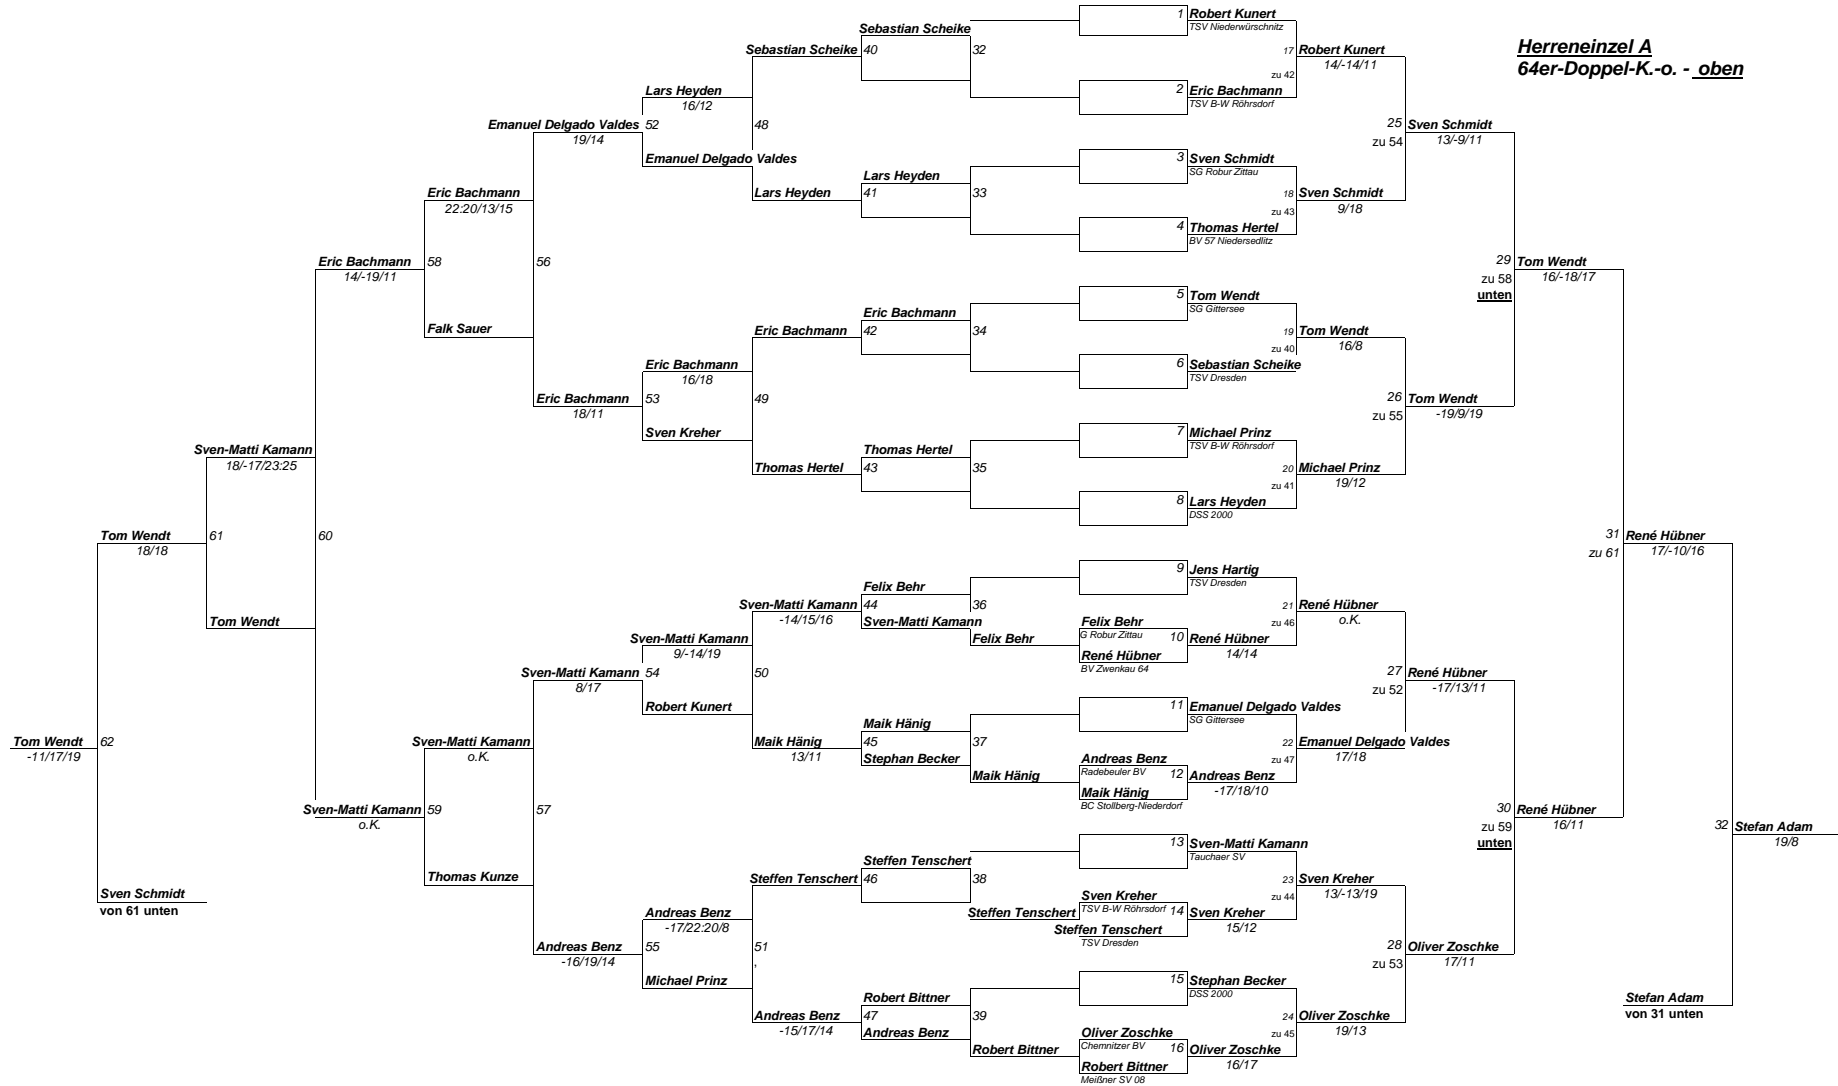 Herreneinzel A
64er-Doppel-K.-o. - oben
1 Robert Kunert
TSV Niederwürschnitz
Sebastian Scheike
Sebastian Scheike 40
32
17 Robert Kunert
14/-14/11
zu 42
2 Eric Bachmann
TSV B-W Röhrsdorf
Lars Heyden
16/12
Emanuel Delgado Valdes 52
19/14
48
25 Sven Schmidt
13/-9/11
zu 54
Emanuel Delgado Valdes
3 Sven Schmidt
SG Robur Zittau
Lars Heyden
Lars Heyden 41
33
18 Sven Schmidt
9/18
zu 43
Eric Bachmann
22:20/13/15
4 Thomas Hertel
BV 57 Niedersedlitz
Eric Bachmann 58
14/-19/11
56
29 Tom Wendt
16/-18/17
zu 58
unten
5 Tom Wendt
SG Gittersee
Eric Bachmann
Falk Sauer
Eric Bachmann 42
34
19 Tom Wendt
16/8
zu 40
6 Sebastian Scheike
TSV Dresden
Eric Bachmann
16/18
Eric Bachmann 53
18/11
49
26 Tom Wendt
-19/9/19
zu 55
Sven Kreher
7 Michael Prinz
TSV B-W Röhrsdorf
Sven-Matti Kamann
18/-17/23:25
Thomas Hertel
Thomas Hertel 43
35
20 Michael Prinz
19/12
zu 41
8 Lars Heyden
DSS 2000
Tom Wendt 61
18/18
60
31 René Hübner
17/-10/16
zu 61
9 Jens Hartig
TSV Dresden
Felix Behr
Sven-Matti Kamann 44
-14/15/16
36
21 René Hübner
o.K.
zu 46
Tom Wendt
Sven-Matti Kamann
Felix Behr
G Robur Zittau
Sven-Matti Kamann
9/-14/19
Felix Behr
10 René Hübner
14/14
René Hübner
BV Zwenkau 64
Sven-Matti Kamann 54
8/17
50
27 René Hübner
-17/13/11
zu 52
Robert Kunert
11 Emanuel Delgado Valdes
SG Gittersee
Maik Hänig
Tom Wendt 62
-11/17/19
Sven-Matti Kamann
o.K.
Maik Hänig 45
13/11
37
22 Emanuel Delgado Valdes
17/18
zu 47
Stephan Becker
Andreas Benz
Radebeuler BV
Maik Hänig
12 Andreas Benz
-17/18/10
Maik Hänig
BC Stollberg-Niederdorf
Sven-Matti Kamann 59
o.K.
57
30 René Hübner
16/11
zu 59
unten
32 Stefan Adam
19/8
13 Sven-Matti Kamann
Tauchaer SV
Steffen Tenschert
Thomas Kunze
Steffen Tenschert 46
38
23 Sven Kreher
13/-13/19
zu 44
Sven Schmidt
von 61 unten
Sven Kreher
TSV B-W Röhrsdorf
Andreas Benz
-17/22:20/8
Steffen Tenschert
14 Sven Kreher
15/12
Steffen Tenschert
TSV Dresden
Andreas Benz 55
-16/19/14
51
,
28 Oliver Zoschke
17/11
zu 53
Michael Prinz
15 Stephan Becker
DSS 2000
Robert Bittner
Stefan Adam
von 31 unten
Andreas Benz 47
-15/17/14
39
24 Oliver Zoschke
19/13
zu 45
Andreas Benz
Oliver Zoschke
Chemnitzer BV
Robert Bittner
16 Oliver Zoschke
16/17
Robert Bittner
Meißner SV 08